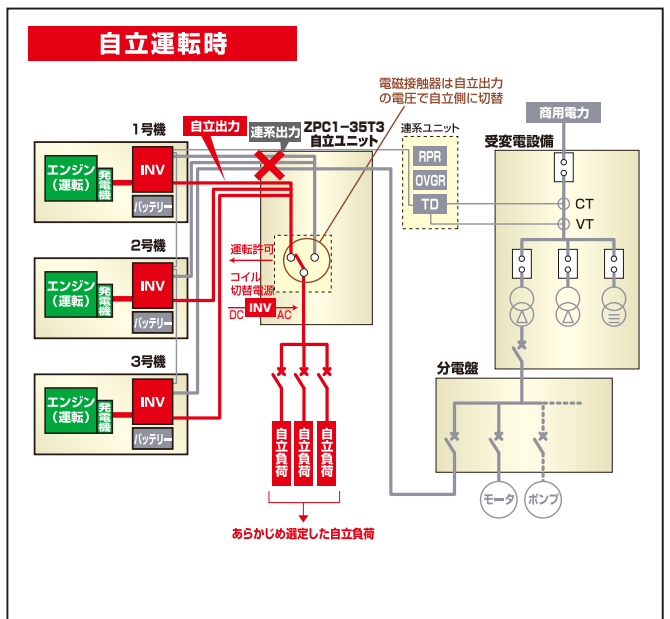 自立運転時
電磁接触器は自立出力
の電圧で自立側に切替
商用電力
1号機
自立出力
連系出力
ZPC1-35T3
自立ユニット
連系ユニット
受変電設備
エンジン
(運転)
発電機
INV
バッテリー
RPR
OVGR
TD
CT
VT
2号機
エンジン
(運転)
発電機
INV
バッテリー
運転許可
コイル
切替電源
INV
DC
AC
3号機
エンジン
(運転)
発電機
INV
バッテリー
分電盤
自立負荷
自立負荷
自立負荷
モータ
ポンプ
あらかじめ選定した自立負荷